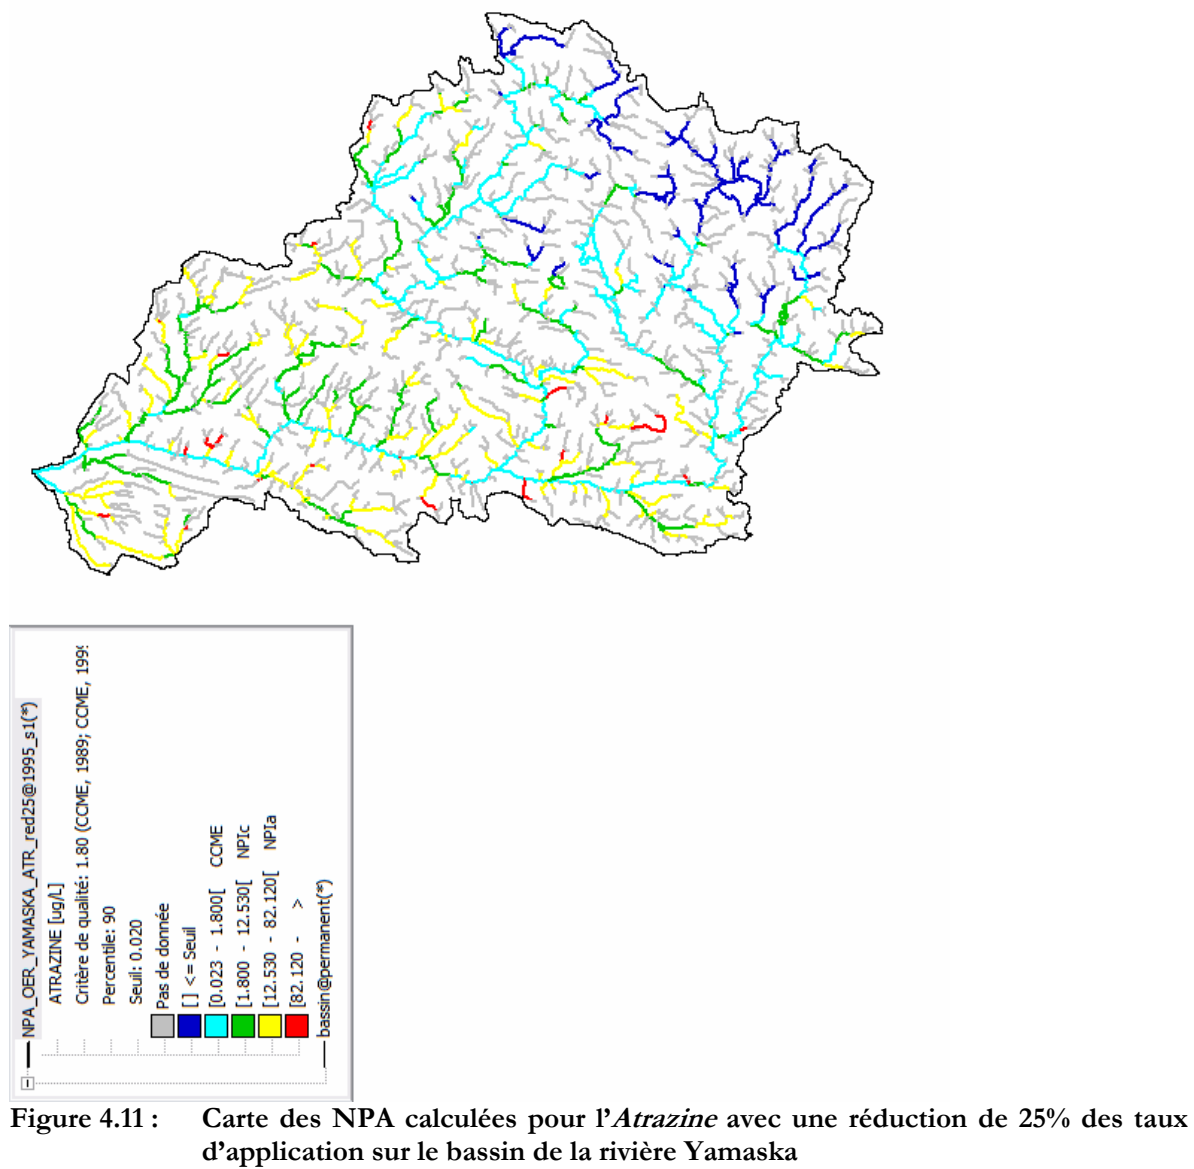 NPA_OER_YAMASKA_ATR_red25@1995_s1(*)
ATRAZINE [ug/L]
Critère de qualité: 1.80 (CCME, 1989; CCME, 199
Percentile: 90
Seuil: 0.020
Pas de donnée
[ ] <= Seuil
[0.023 - 1.800[ CCME
[1.800 - 12.530[ NPIc
[12.530 - 82.120[ NPIa
[82.120 - >
bassin@permanent(*)
Figure 4.11 : Carte des NPA calculées pour l'Atrazine avec une réduction de 25% des taux
d'application sur le bassin de la rivière Yamaska